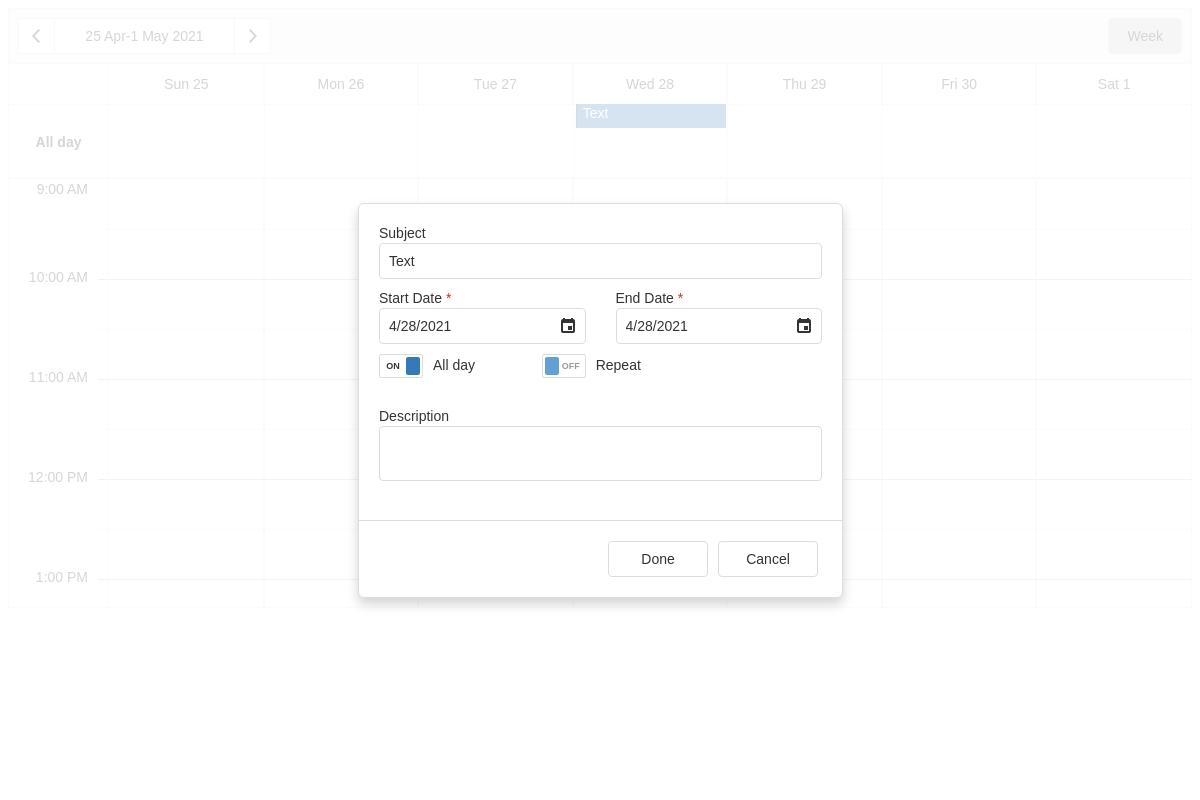 25 Apr-1 May 2021 Week
Sun 25 Mon 26 Tue 27 Wed 28 Thu 29 Fri 30 Sat 1
Text
All day
9:00 AM
10:00 AM
11:00 AM
12:00 PM
1:00 PM
Subject
Text
Start Date * End Date *
4/28/2021 4/28/2021
ON All day OFF Repeat
Description
Done Cancel